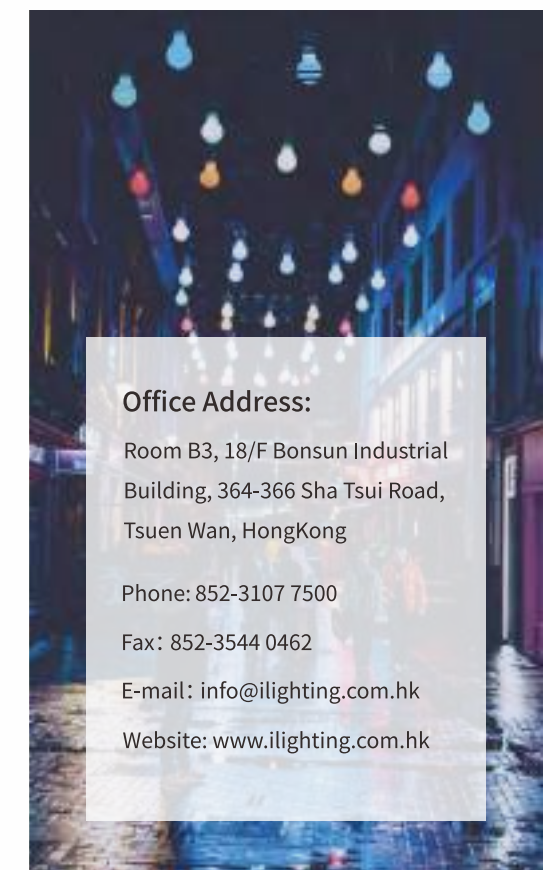 Office Address:
Room B3, 18/F Bonsun Industrial
Building, 364-366 Sha Tsui Road,
Tsuen Wan, HongKong
Phone: 852-3107 7500
Fax： 852-3544 0462
E-mail： info@ilighting.com.hk
Website: www.ilighting.com.hk